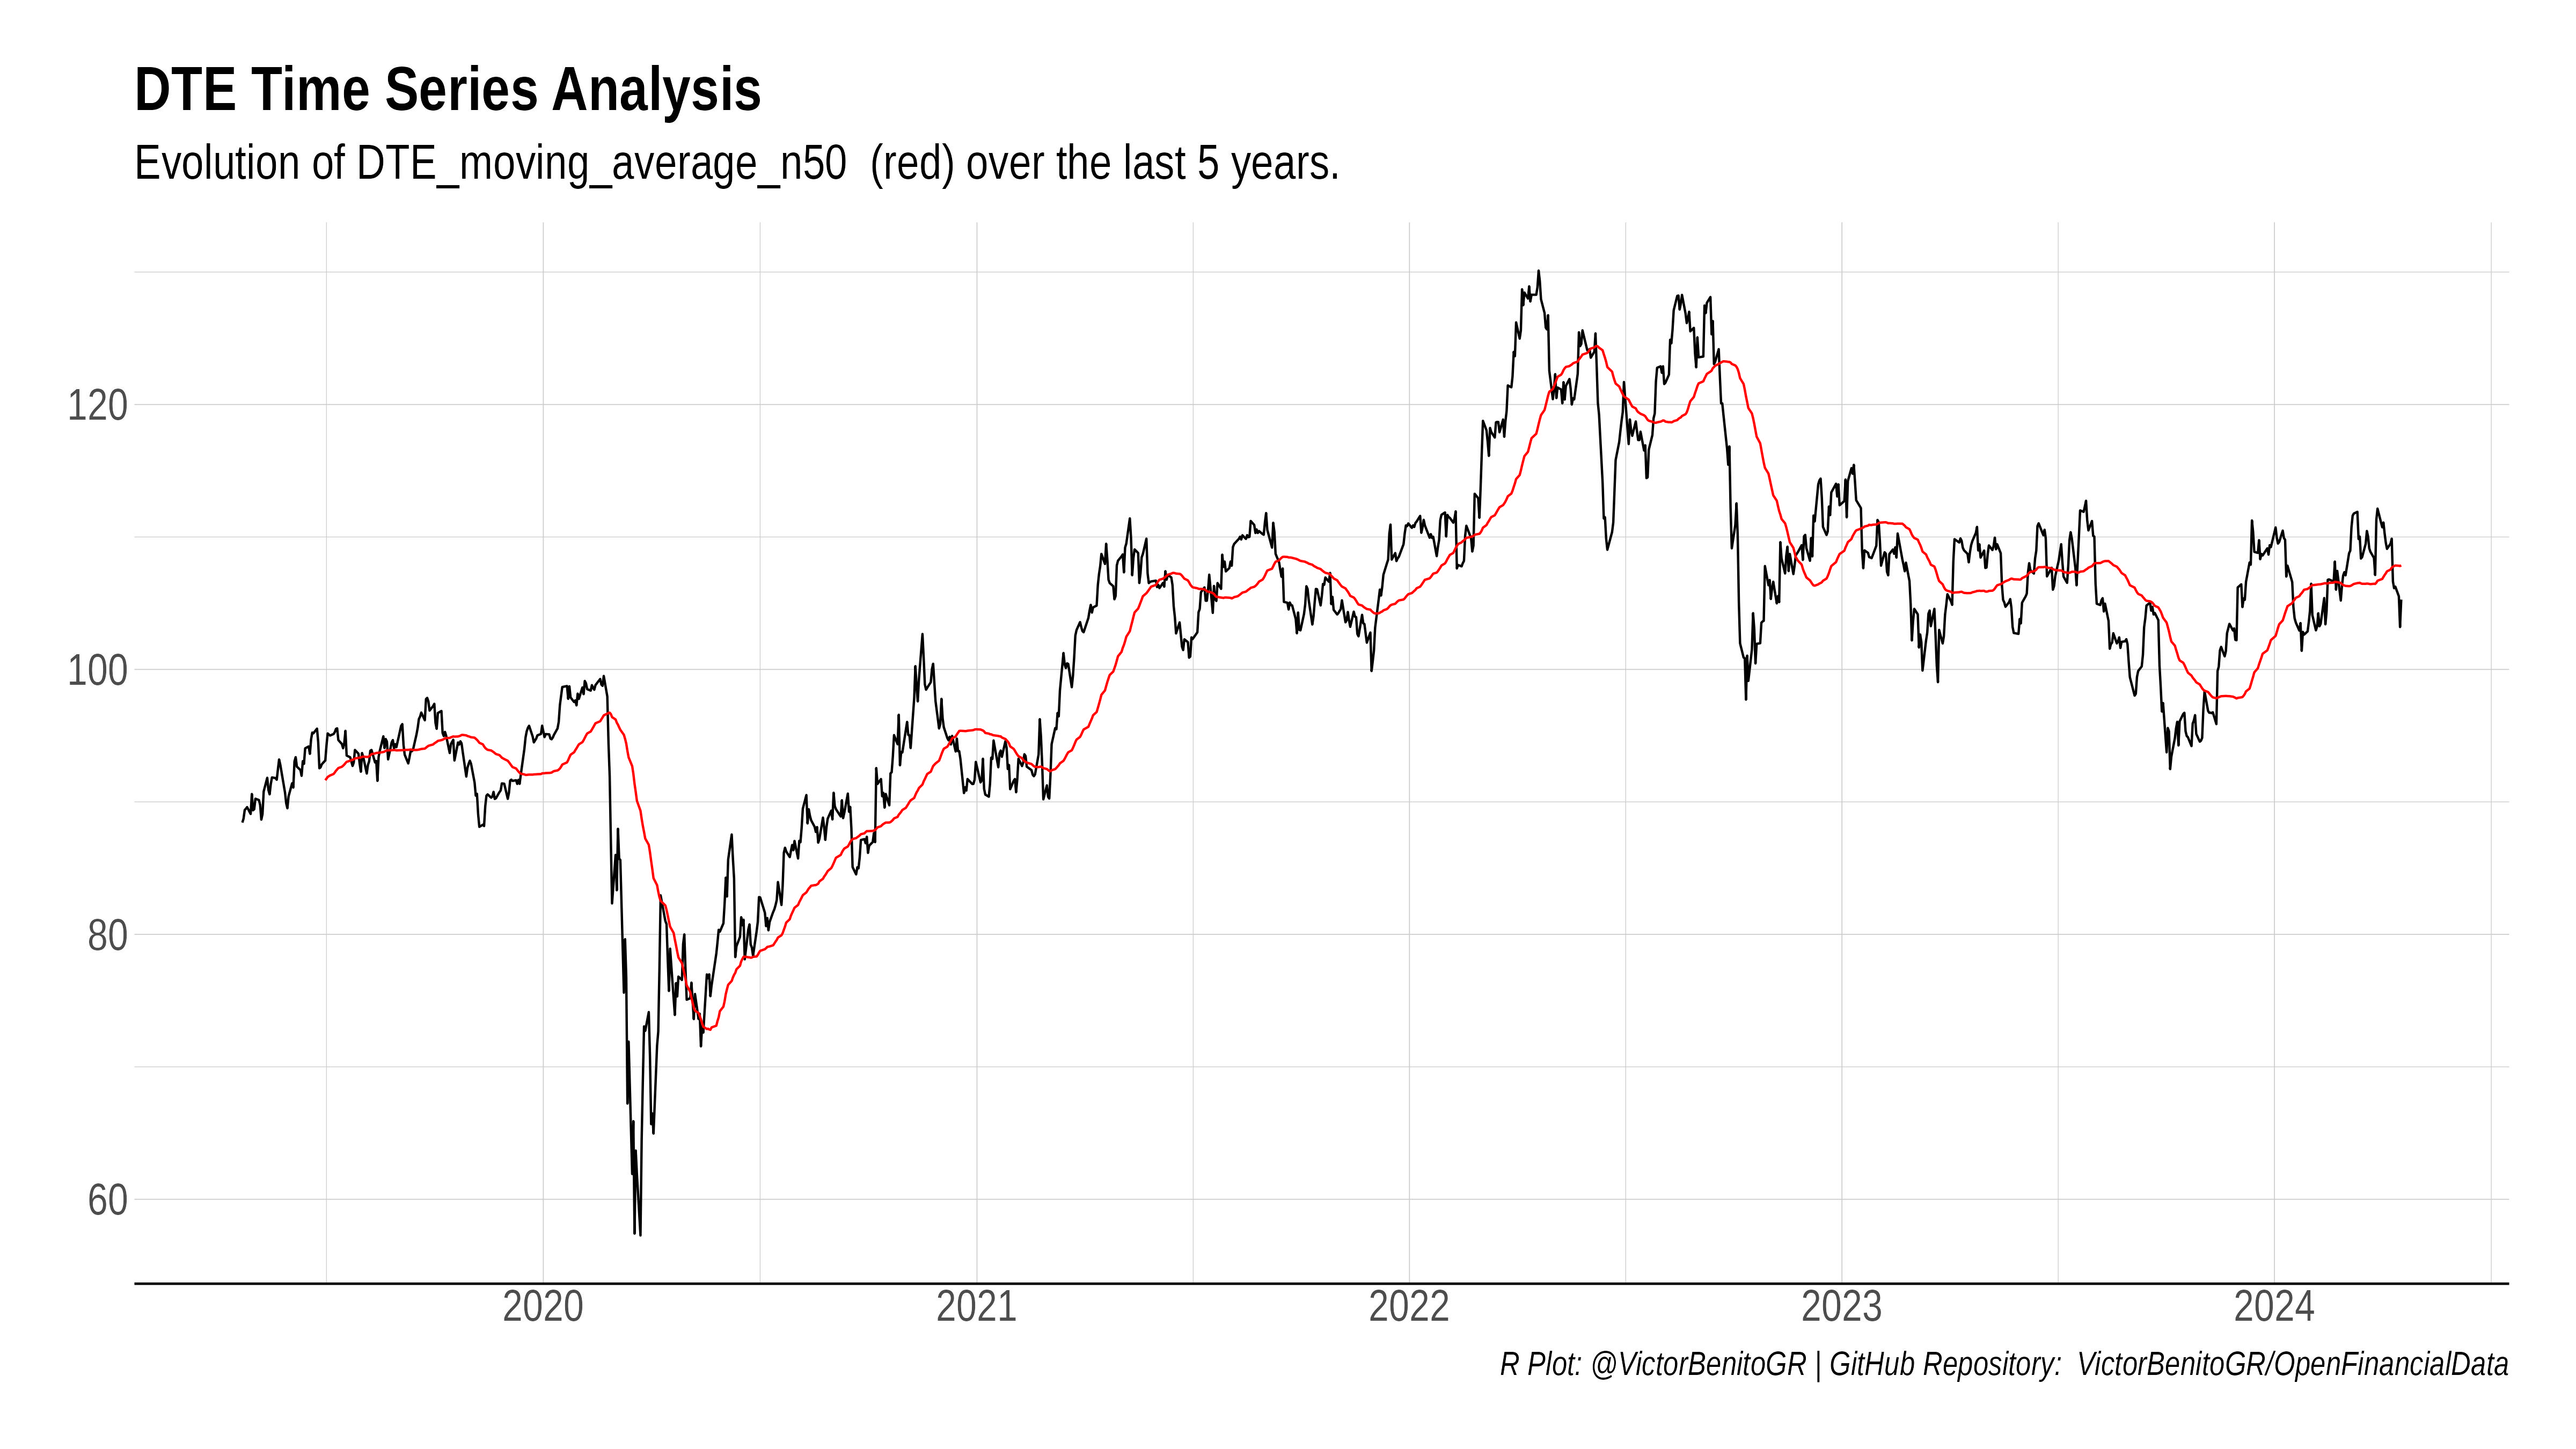 DTE Time Series Analysis
Evolution of DTE_moving_average_n50  (red) over the last 5 years.
120
100
80
60
2020 2021 2022 2023 2024
R Plot: @VictorBenitoGR | GitHub Repository:  VictorBenitoGR/OpenFinancialData